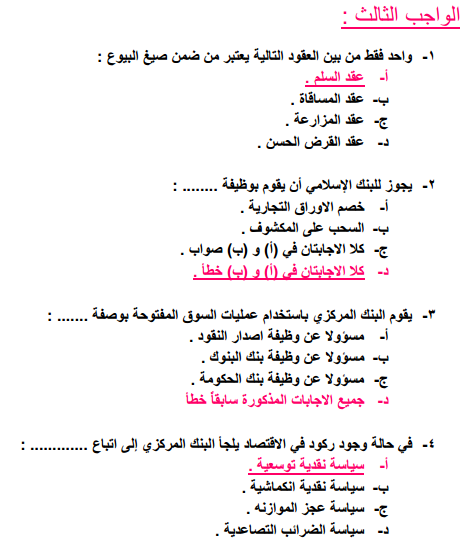 الواجب الثالث :
١- واحد فقط من بين العقود التالية يعتبر من ضمن صيغ البيوع :
أ- عقد السلم .
ب- عقد المساقاة .
ج- عقد المزارعة .
د- عقد القرض الحسن .
٢- يجوز للبنك الإسلامي أن يقوم بوظيفة ........ :
أ- خصم الاوراق التجارية .
ب- السحب على المكشوف .
ج- كلا الاجابتان في (أ) و (ب) صواب .
د- كلا الاجابتان في (أ) و (ب) خطأ .
٣- يقوم البنك المركزي باستخدام عمليات السوق المفتوحة بوصفة ....... :
أ- مسؤولا عن وظيفة اصدار النقود .
ب- مسؤولا عن وظيفة بنك البنوك .
ج- مسؤولا عن وظيفة بنك الحكومة .
د- جميع الاجابات المذكورة سابقاً خطأ
٤- في حالة وجود ركود في الاقتصاد يلجأ البنك المركزي إلى اتباع ............. :
أ- سياسة نقدية توسعية .
ب- سياسة نقدية انكماشية .
ج- سياسة عجز الموازنه .
د- سياسة الضرائب التصاعدية .